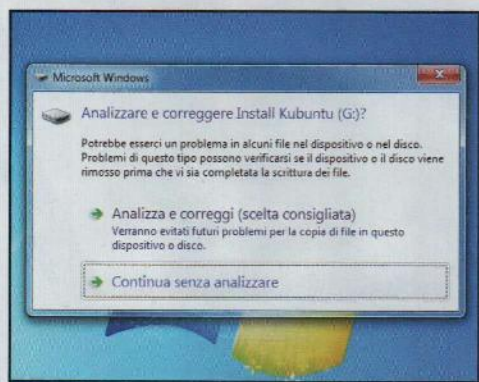 Microsoft Windows
Analizzare e correggere Install Kubuntu (G:)?
Potrebbe esserci un problema in alcuni file nel dispositivo o nel disco.
Problemi di questo tipo possono verificarsi se il dispositivo o il disco viene
rimosso prima che vi sia completata la scrittura dei file.
Analizza e correggi (scelta consigliata)
Verranno evitati futuri problemi per la copia di file in questo
dispositivo o disco.
Continua senza analizzare